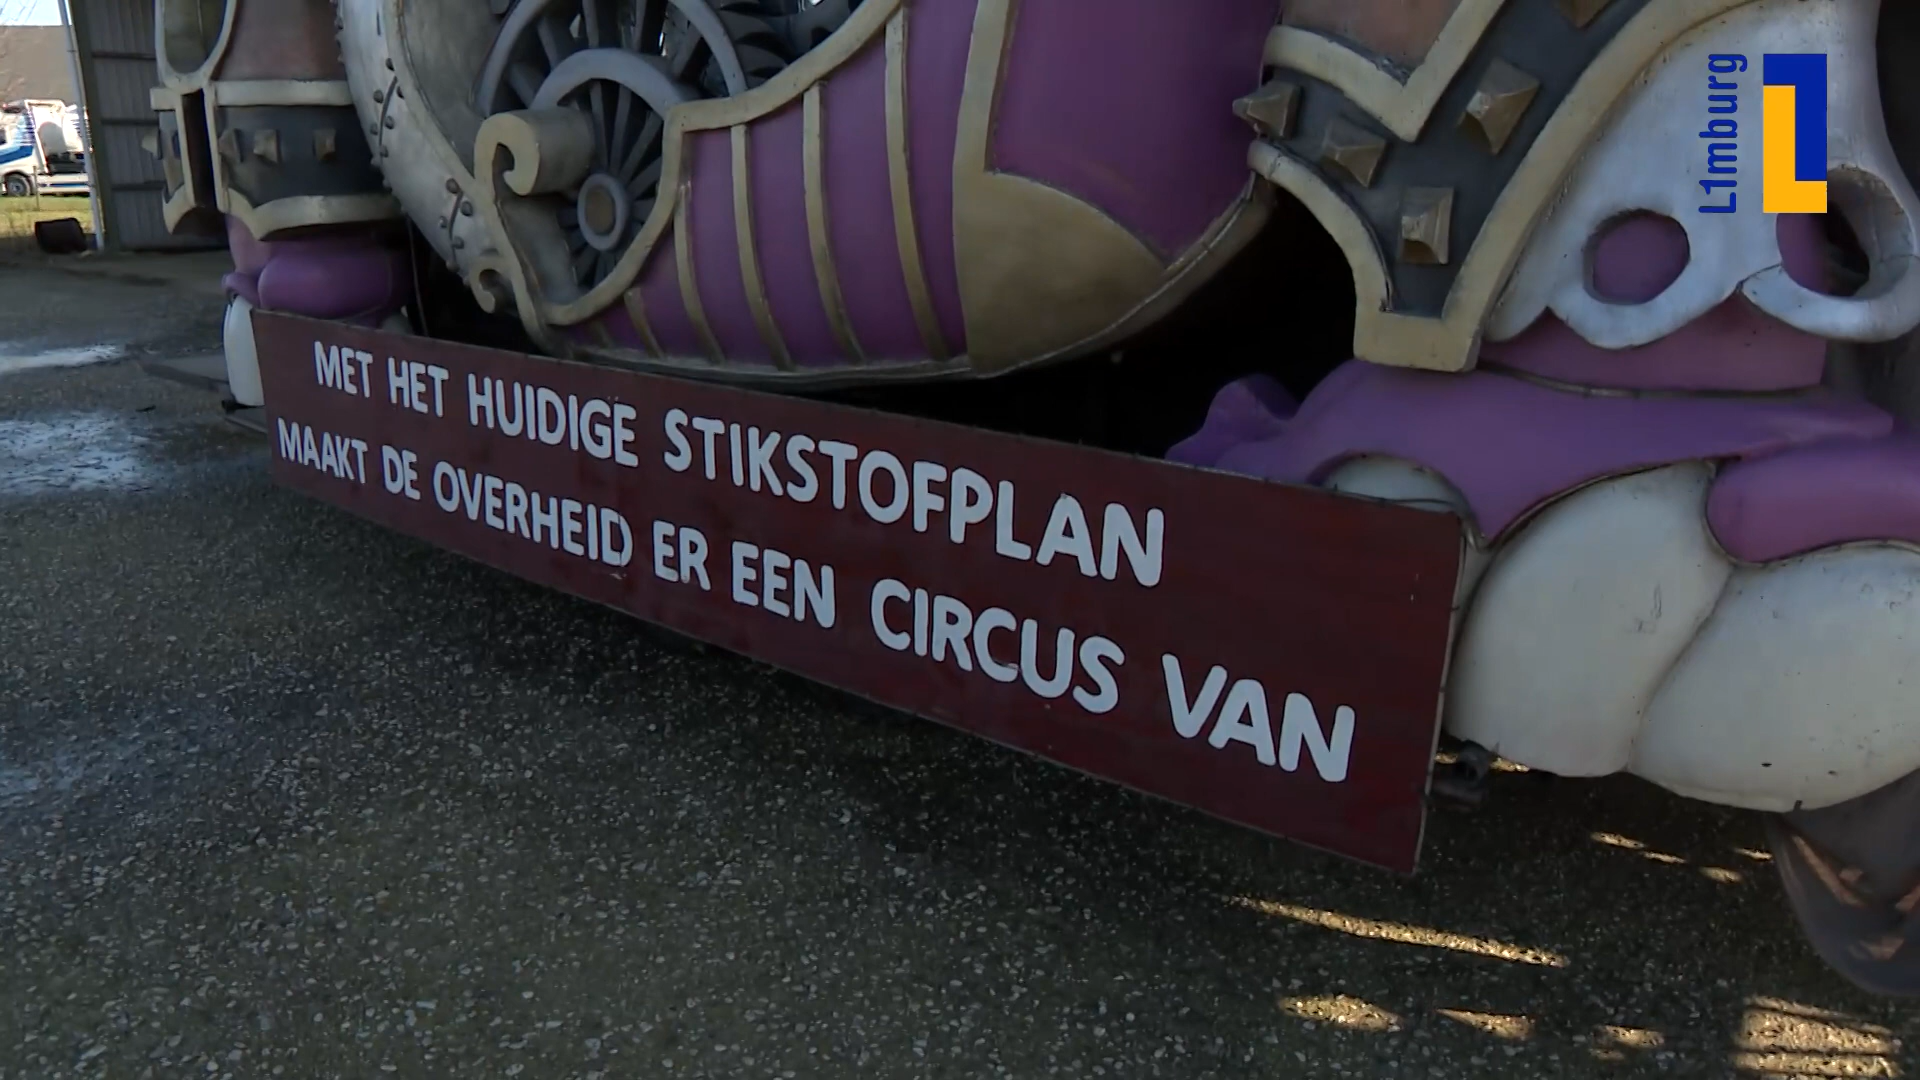 L1mburg
MET HET HUIDIGE STIKSTOFPLAN
MAAKT DE OVERHEID ER EEN CIRCUS VAN